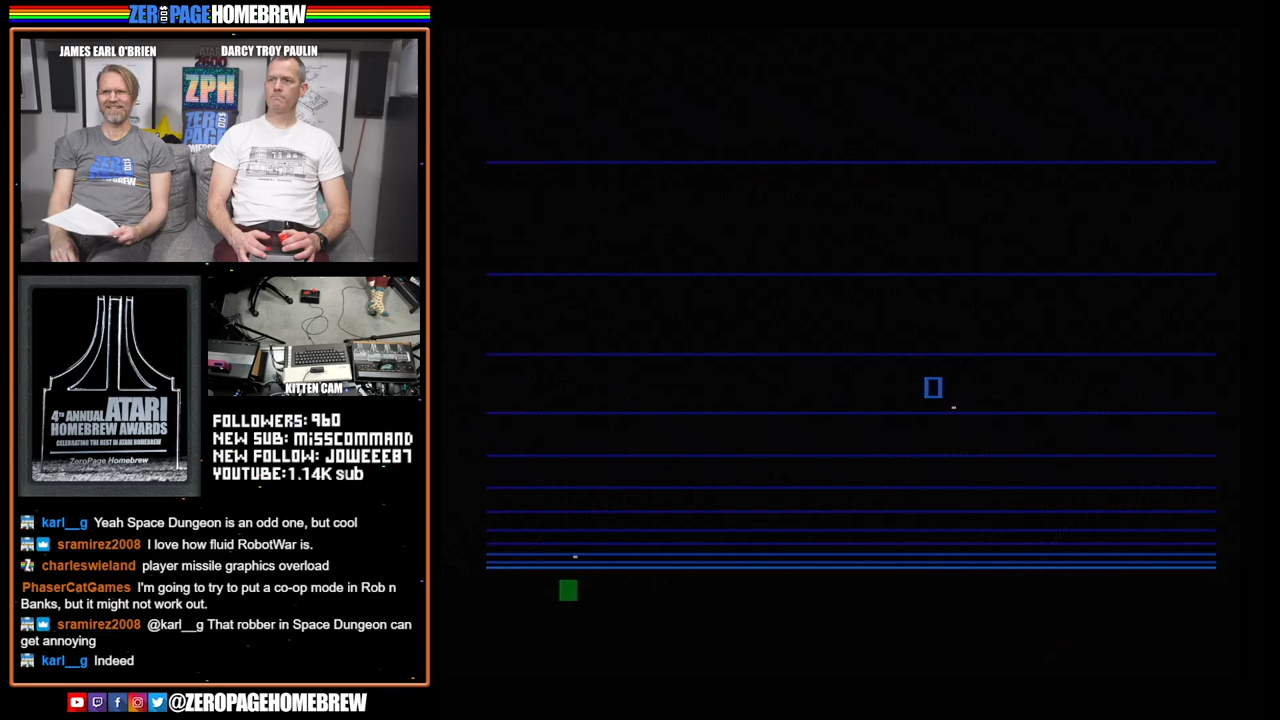 ZEROPAGE HOMEBREW
JAMES EARL O'BRIEN
DARCY TROY PAULIN
ATARI
2600
ZPH
4TH ANNUAL ATARI
HOMEBREW AWARDS
CELEBRATING THE BEST IN ATARI HOMEBREW
ZeroPage Homebrew
KITTEN CAM
FOLLOWERS: 960
NEW SUB: MISSCOMMAND
NEW FOLLOW: JOWEEE87
YOUTUBE: 1.14K sub
karl__g Yeah Space Dungeon is an odd one, but cool
sramirez2008 I love how fluid RobotWar is.
charleswieland player missile graphics overload
PhaserCatGames I'm going to try to put a co-op mode in Rob n
Banks, but it might not work out.
sramirez2008 @karl__g That robber in Space Dungeon can
get annoying
karl__g Indeed
@ZEROPAGEHOMEBREW